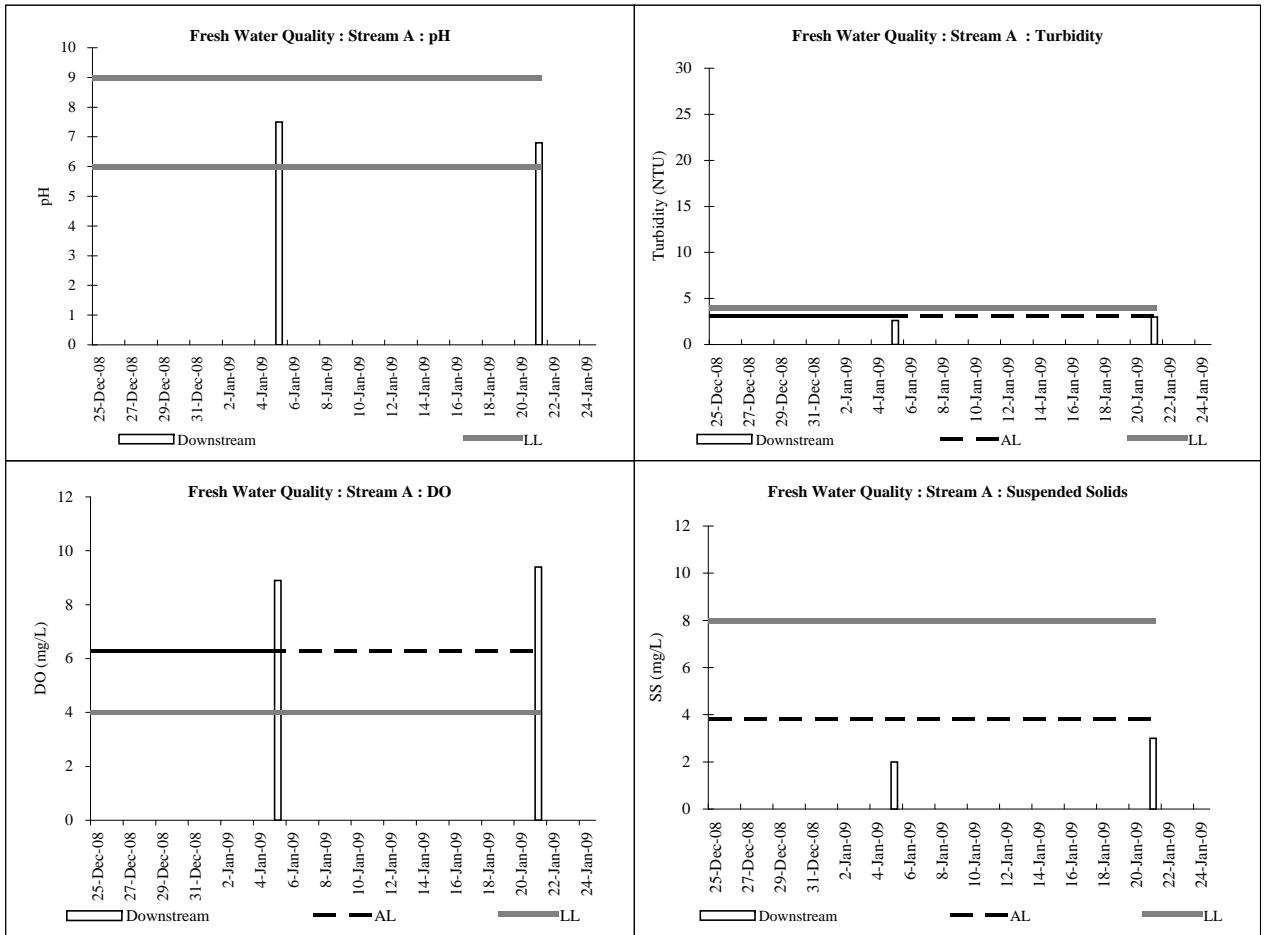 Fresh Water Quality : Stream A : pH
10
9
8
7
6
5
4
3
2
1
0
pH
25-Dec-08
27-Dec-08
29-Dec-08
31-Dec-08
2-Jan-09
4-Jan-09
6-Jan-09
8-Jan-09
10-Jan-09
12-Jan-09
14-Jan-09
16-Jan-09
18-Jan-09
20-Jan-09
22-Jan-09
24-Jan-09
Downstream LL
Fresh Water Quality : Stream A : Turbidity
30
25
20
15
10
5
0
Turbidity (NTU)
25-Dec-08
27-Dec-08
29-Dec-08
31-Dec-08
2-Jan-09
4-Jan-09
6-Jan-09
8-Jan-09
10-Jan-09
12-Jan-09
14-Jan-09
16-Jan-09
18-Jan-09
20-Jan-09
22-Jan-09
24-Jan-09
Downstream AL LL
Fresh Water Quality : Stream A : DO
12
10
8
6
4
2
0
DO (mg/L)
25-Dec-08
27-Dec-08
29-Dec-08
31-Dec-08
2-Jan-09
4-Jan-09
6-Jan-09
8-Jan-09
10-Jan-09
12-Jan-09
14-Jan-09
16-Jan-09
18-Jan-09
20-Jan-09
22-Jan-09
24-Jan-09
Downstream AL LL
Fresh Water Quality : Stream A : Suspended Solids
12
10
8
6
4
2
0
SS (mg/L)
25-Dec-08
27-Dec-08
29-Dec-08
31-Dec-08
2-Jan-09
4-Jan-09
6-Jan-09
8-Jan-09
10-Jan-09
12-Jan-09
14-Jan-09
16-Jan-09
18-Jan-09
20-Jan-09
22-Jan-09
24-Jan-09
Downstream AL LL